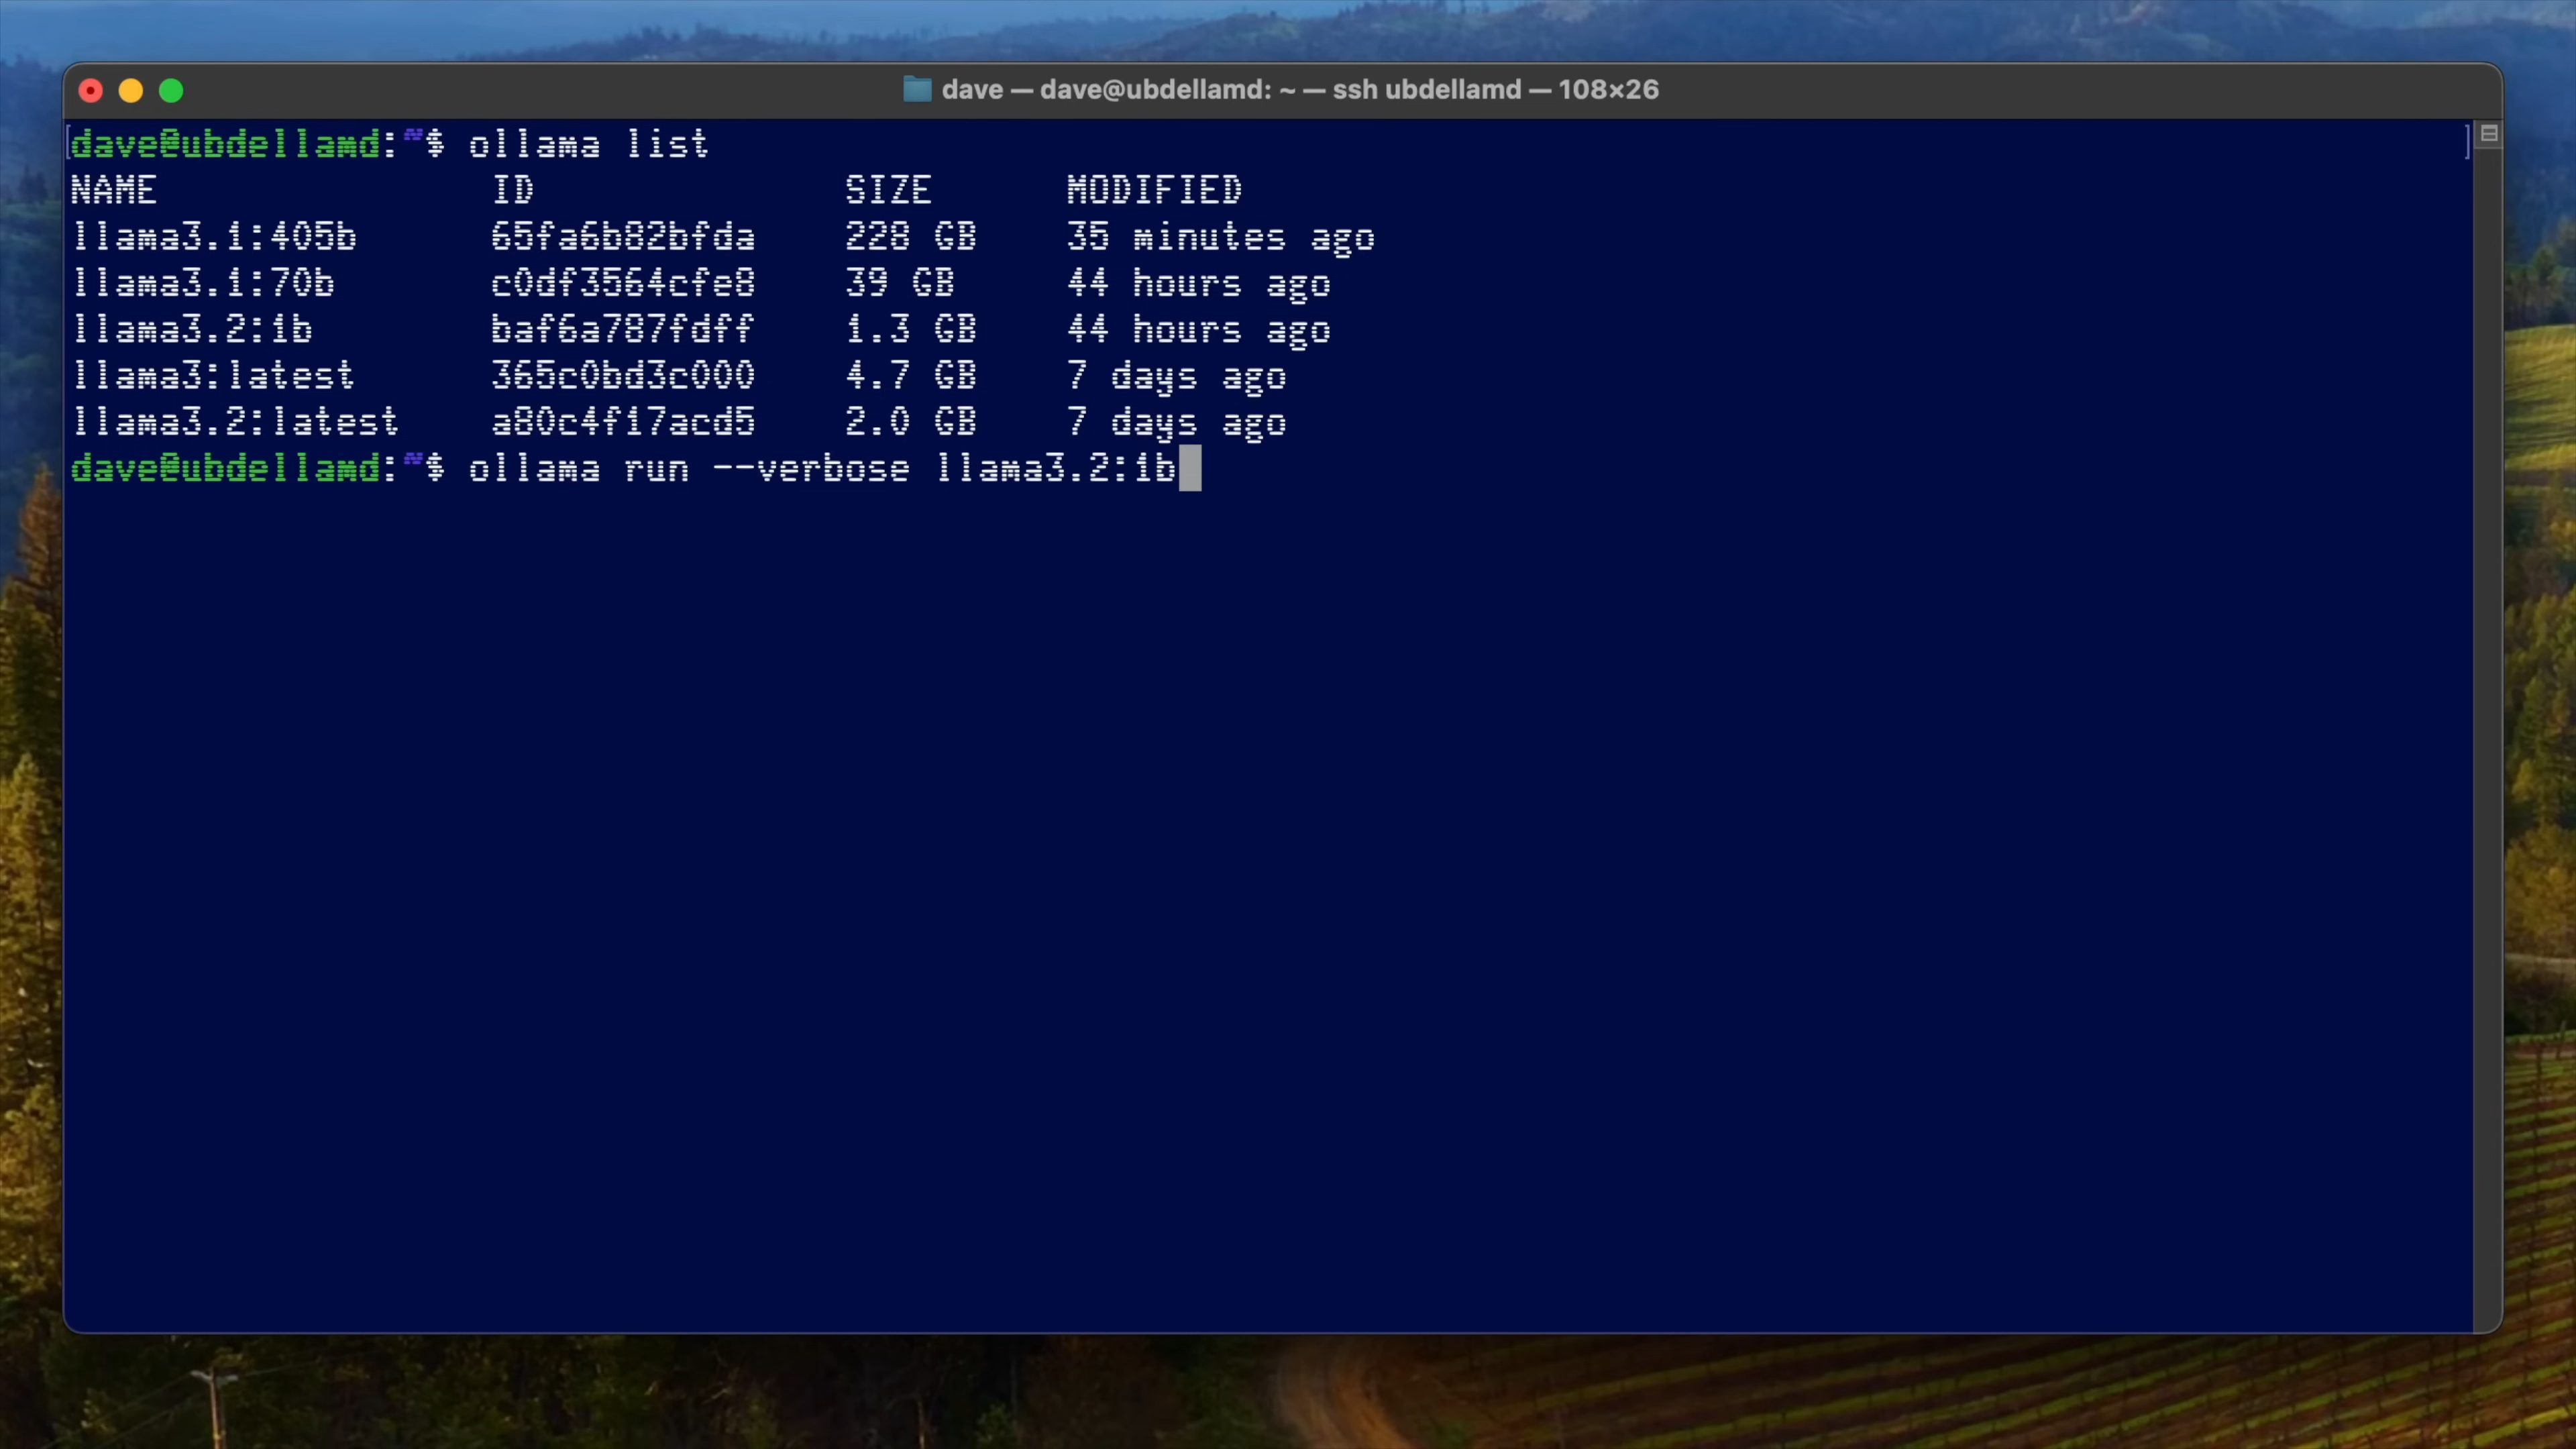 dave — dave@ubdellamd: ~ — ssh ubdellamd — 108×26
[dave@ubdellamd:~$ ollama list ]
NAME ID SIZE MODIFIED
llama3.1:405b 65fa6b82bfda 228 GB 35 minutes ago
llama3.1:70b c0df3564cfe8 39 GB 44 hours ago
llama3.2:1b baf6a787fdff 1.3 GB 44 hours ago
llama3:latest 365c0bd3c000 4.7 GB 7 days ago
llama3.2:latest a80c4f17acd5 2.0 GB 7 days ago
dave@ubdellamd:~$ ollama run --verbose llama3.2:1b